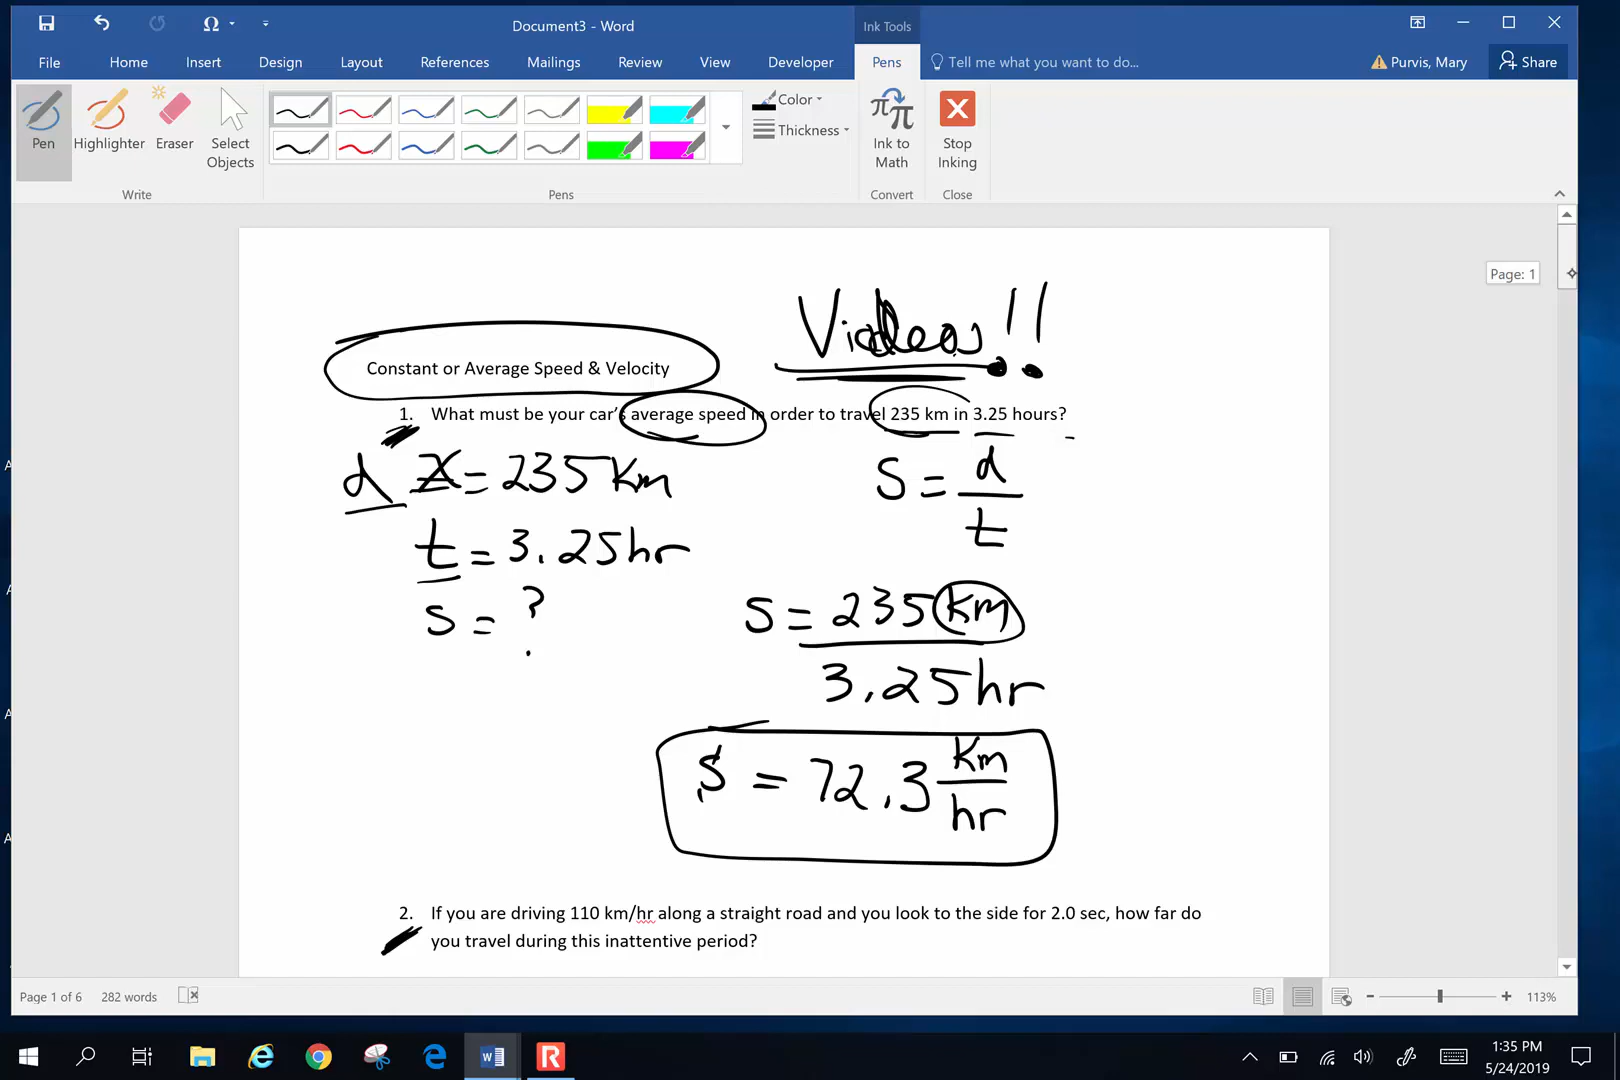 Document3 - Word
Ink Tools
File Home Insert Design Layout References Mailings Review View Developer Pens Tell me what you want to do... Purvis, Mary Share
Pen Highlighter Eraser Select Objects
Color
Thickness
Ink to Math
Stop Inking
Write Pens Convert Close
Page: 1
Videos!!
Constant or Average Speed & Velocity
1. What must be your car's average speed in order to travel 235 km in 3.25 hours?
d X = 235 Km
S = d / t
t = 3.25hr
s = ?
S = 235 km / 3.25hr
S = 72.3 Km / hr
2. If you are driving 110 km/hr along a straight road and you look to the side for 2.0 sec, how far do
you travel during this inattentive period?
Page 1 of 6 282 words 113%
1:35 PM
5/24/2019